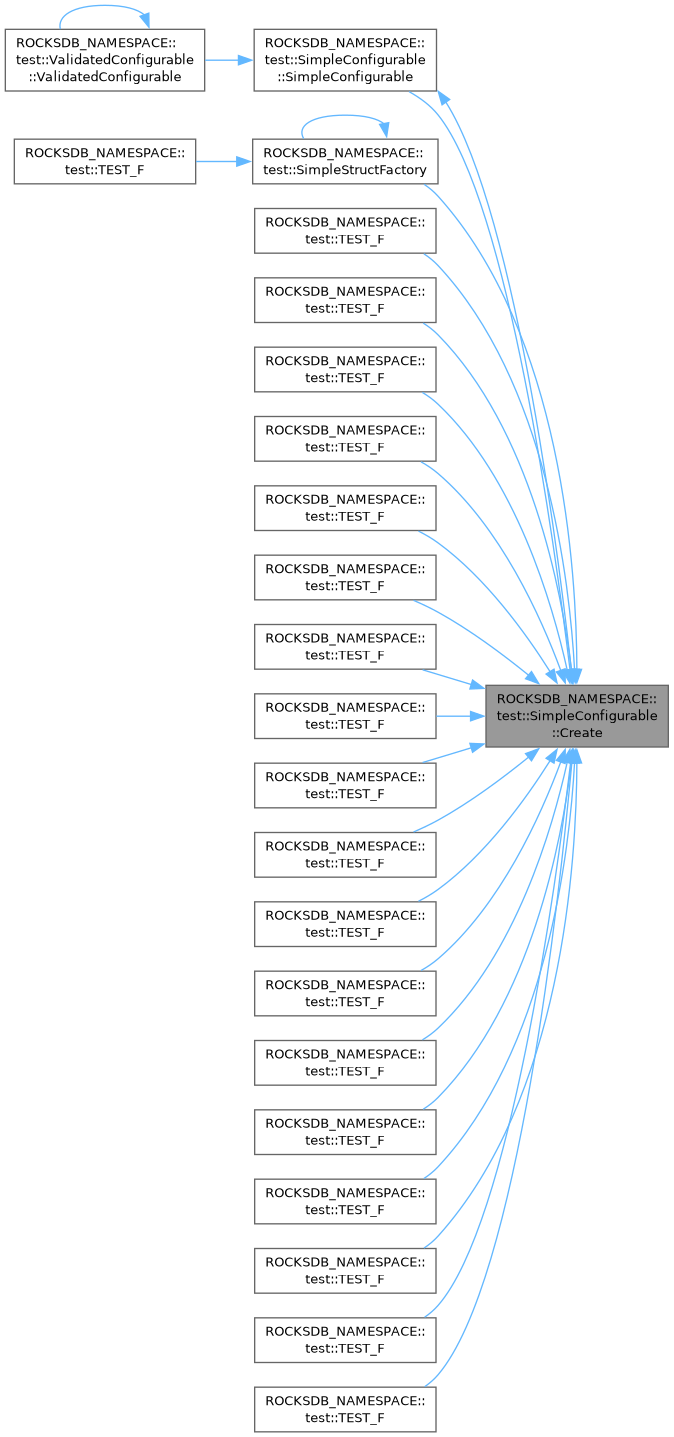 ROCKSDB_NAMESPACE::
test::ValidatedConfigurable
::ValidatedConfigurable
ROCKSDB_NAMESPACE::
test::SimpleConfigurable
::SimpleConfigurable
ROCKSDB_NAMESPACE::
test::TEST_F
ROCKSDB_NAMESPACE::
test::SimpleStructFactory
ROCKSDB_NAMESPACE::
test::TEST_F
ROCKSDB_NAMESPACE::
test::TEST_F
ROCKSDB_NAMESPACE::
test::TEST_F
ROCKSDB_NAMESPACE::
test::TEST_F
ROCKSDB_NAMESPACE::
test::TEST_F
ROCKSDB_NAMESPACE::
test::TEST_F
ROCKSDB_NAMESPACE::
test::TEST_F
ROCKSDB_NAMESPACE::
test::SimpleConfigurable
::Create
ROCKSDB_NAMESPACE::
test::TEST_F
ROCKSDB_NAMESPACE::
test::TEST_F
ROCKSDB_NAMESPACE::
test::TEST_F
ROCKSDB_NAMESPACE::
test::TEST_F
ROCKSDB_NAMESPACE::
test::TEST_F
ROCKSDB_NAMESPACE::
test::TEST_F
ROCKSDB_NAMESPACE::
test::TEST_F
ROCKSDB_NAMESPACE::
test::TEST_F
ROCKSDB_NAMESPACE::
test::TEST_F
ROCKSDB_NAMESPACE::
test::TEST_F
ROCKSDB_NAMESPACE::
test::TEST_F